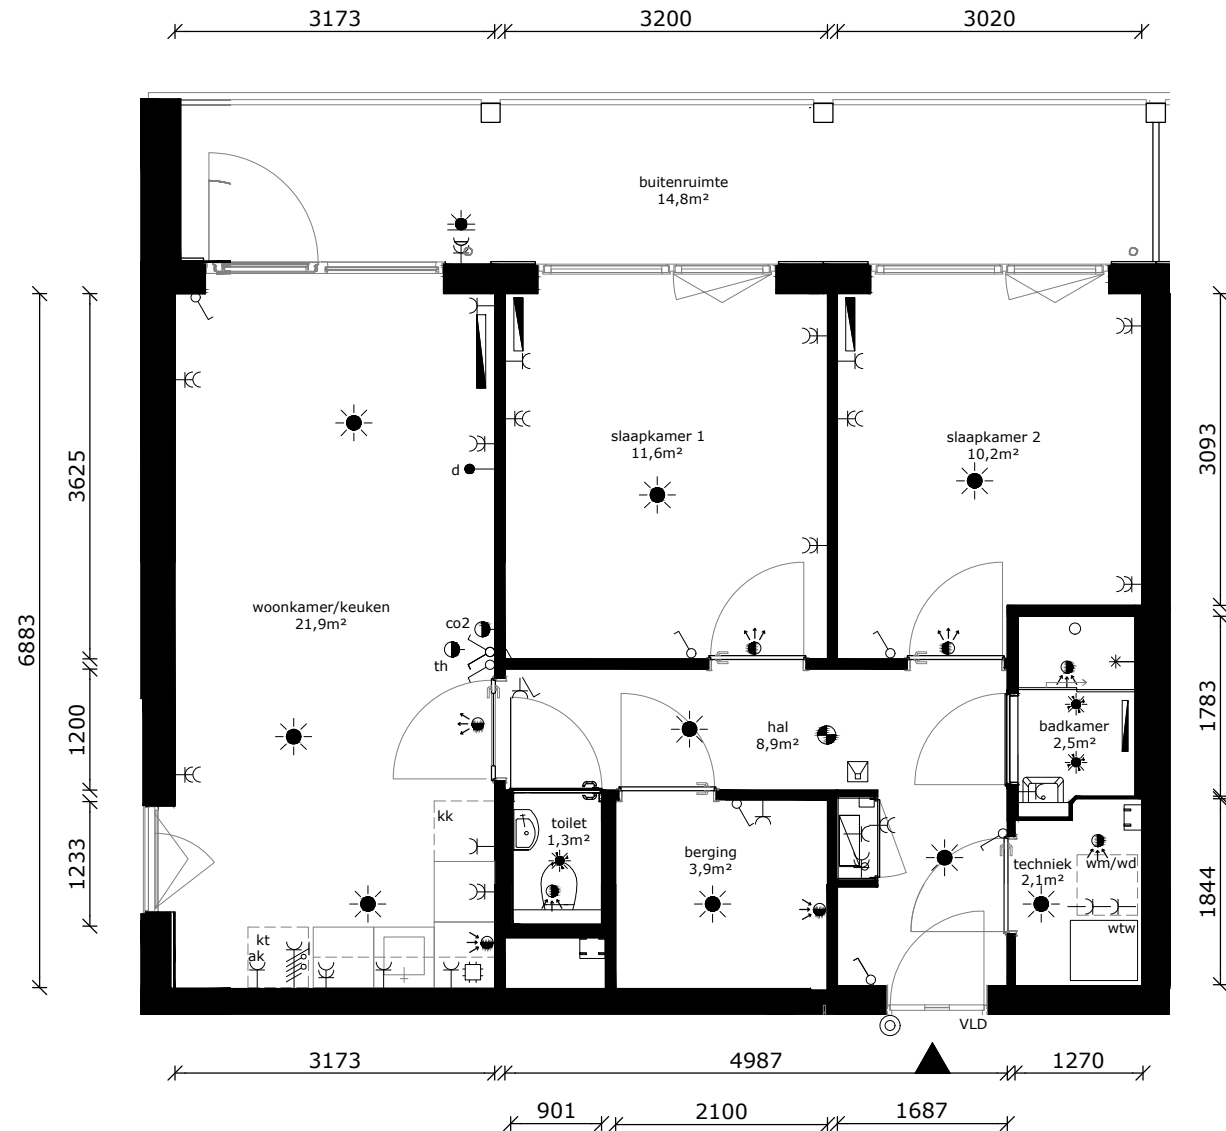 3173
3200
3020
buitenruimte
14,8m²
slaapkamer 1
11,6m²
slaapkamer 2
10,2m²
d
3625
3093
6883
woonkamer/keuken
21,9m²
co2
th
1200
1783
hal
8,9m²
badkamer
2,5m²
kk
toilet
1,3m²
berging
3,9m²
1233
techniek
2,1m²
wm/wd
wtw
1844
kt
ak
VLD
3173
4987
1270
901
2100
1687